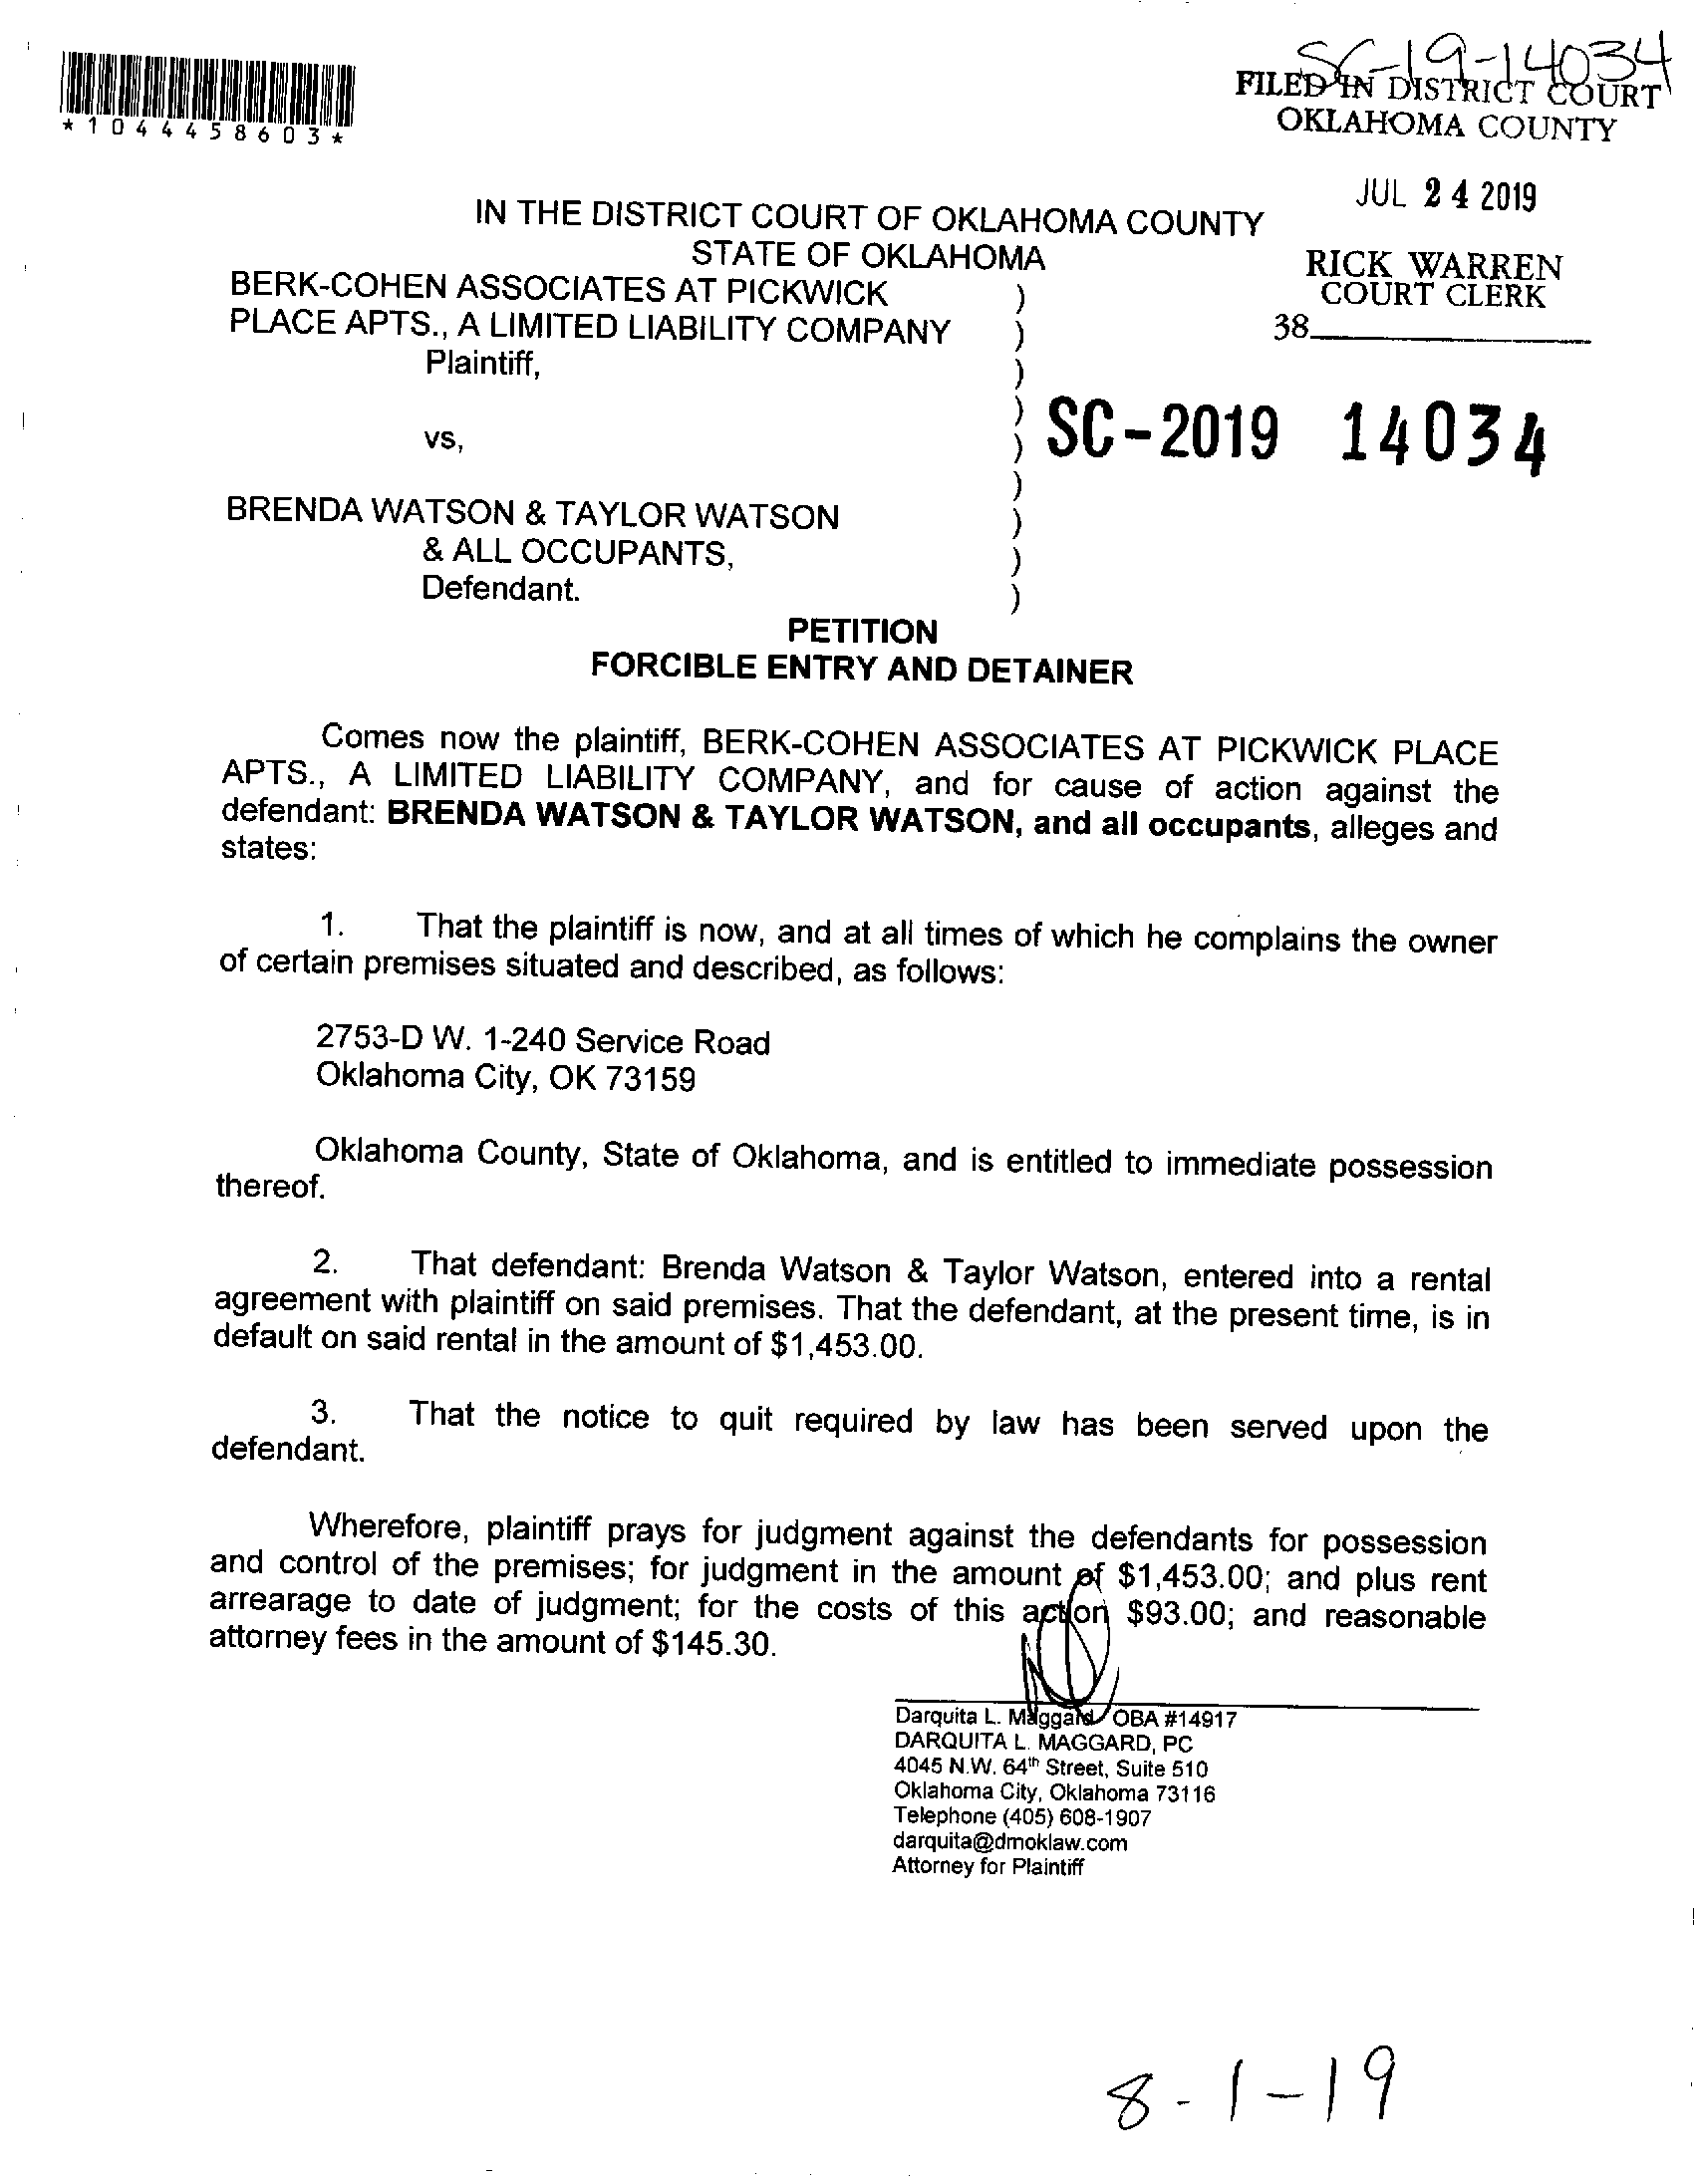 SC-19-14034
FILED IN DISTRICT COURT
OKLAHOMA COUNTY
*1044458603*
JUL 24 2019
IN THE DISTRICT COURT OF OKLAHOMA COUNTY
STATE OF OKLAHOMA
RICK WARREN
COURT CLERK
38
BERK-COHEN ASSOCIATES AT PICKWICK )
PLACE APTS., A LIMITED LIABILITY COMPANY )
Plaintiff, )
)
vs, )
)
SC-2019 14034
BRENDA WATSON & TAYLOR WATSON )
& ALL OCCUPANTS, )
Defendant. )
PETITION
FORCIBLE ENTRY AND DETAINER
Comes now the plaintiff, BERK-COHEN ASSOCIATES AT PICKWICK PLACE
APTS., A LIMITED LIABILITY COMPANY, and for cause of action against the
defendant: BRENDA WATSON & TAYLOR WATSON, and all occupants, alleges and
states:
1. That the plaintiff is now, and at all times of which he complains the owner
of certain premises situated and described, as follows:
2753-D W. 1-240 Service Road
Oklahoma City, OK 73159
Oklahoma County, State of Oklahoma, and is entitled to immediate possession
thereof.
2. That defendant: Brenda Watson & Taylor Watson, entered into a rental
agreement with plaintiff on said premises. That the defendant, at the present time, is in
default on said rental in the amount of $1,453.00.
3. That the notice to quit required by law has been served upon the
defendant.
Wherefore, plaintiff prays for judgment against the defendants for possession
and control of the premises; for judgment in the amount of $1,453.00; and plus rent
arrearage to date of judgment; for the costs of this action $93.00; and reasonable
attorney fees in the amount of $145.30.
Darquita L. Maggard OBA #14917
DARQUITA L. MAGGARD, PC
4045 N.W. 64th Street, Suite 510
Oklahoma City, Oklahoma 73116
Telephone (405) 608-1907
darquita@dmoklaw.com
Attorney for Plaintiff
8-1-19